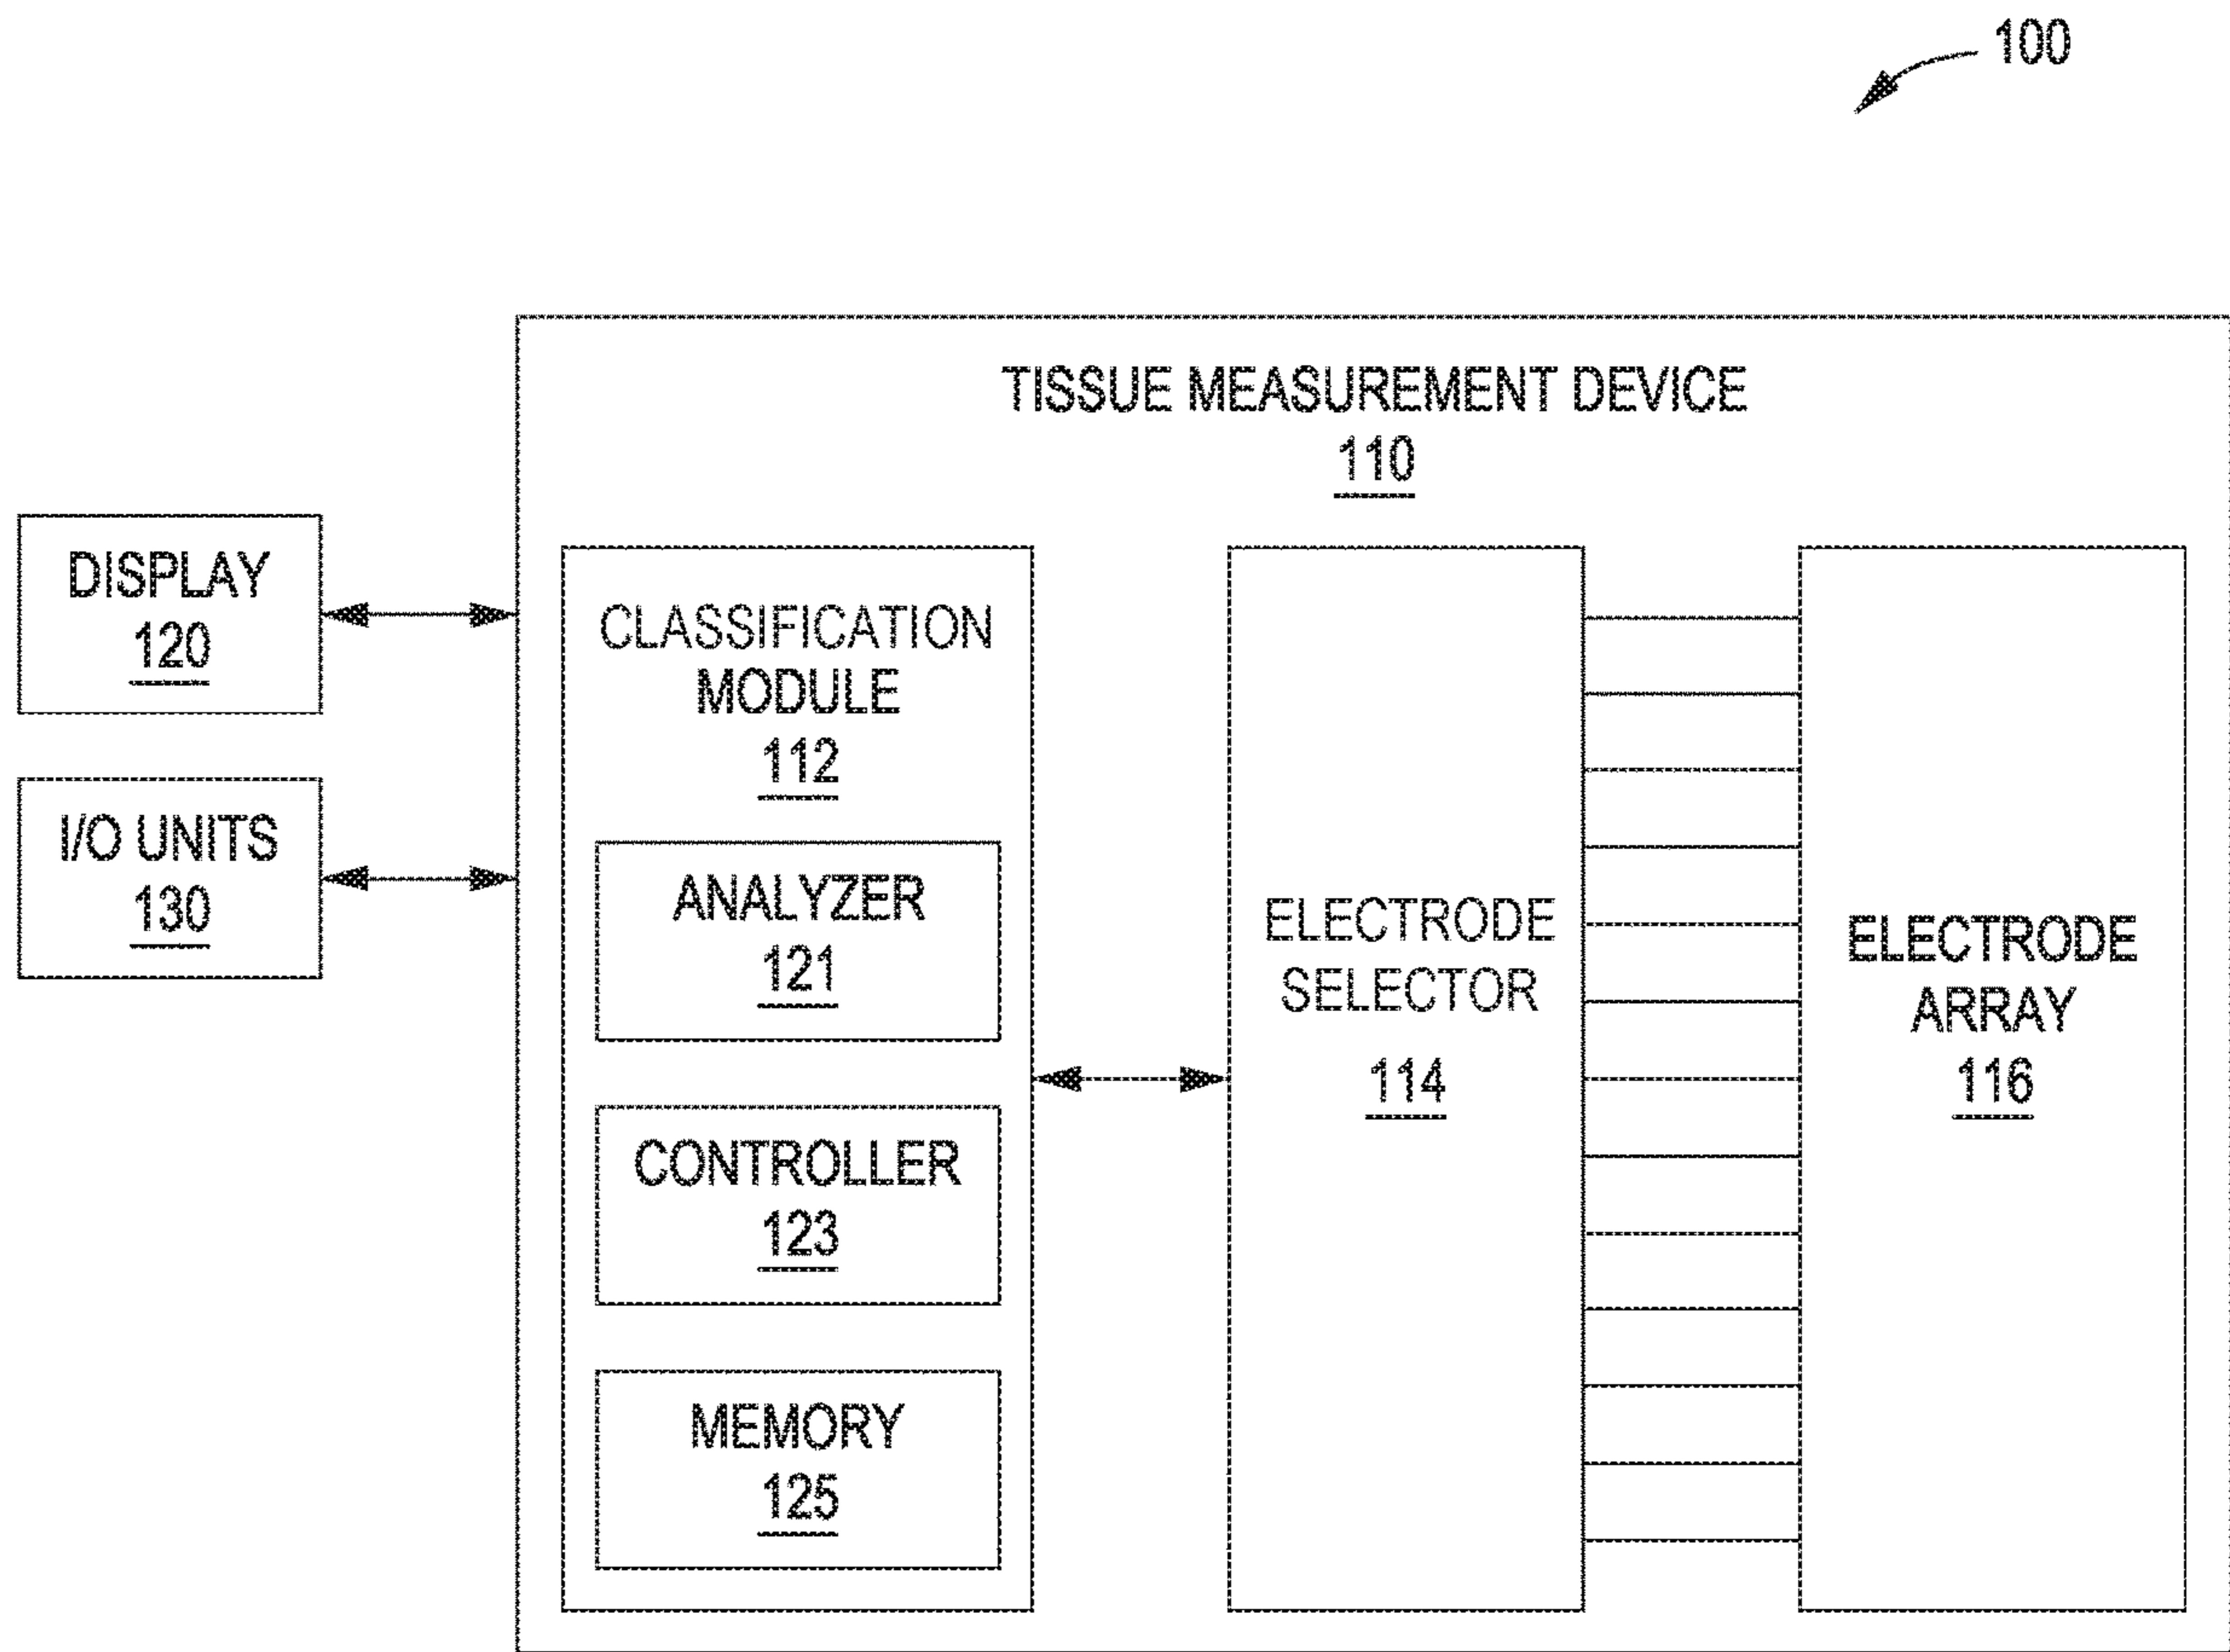 100
TISSUE MEASUREMENT DEVICE
110
DISPLAY
120
I/O UNITS
130
CLASSIFICATION
MODULE
112
ANALYZER
121
CONTROLLER
123
MEMORY
125
ELECTRODE
SELECTOR
114
ELECTRODE
ARRAY
116